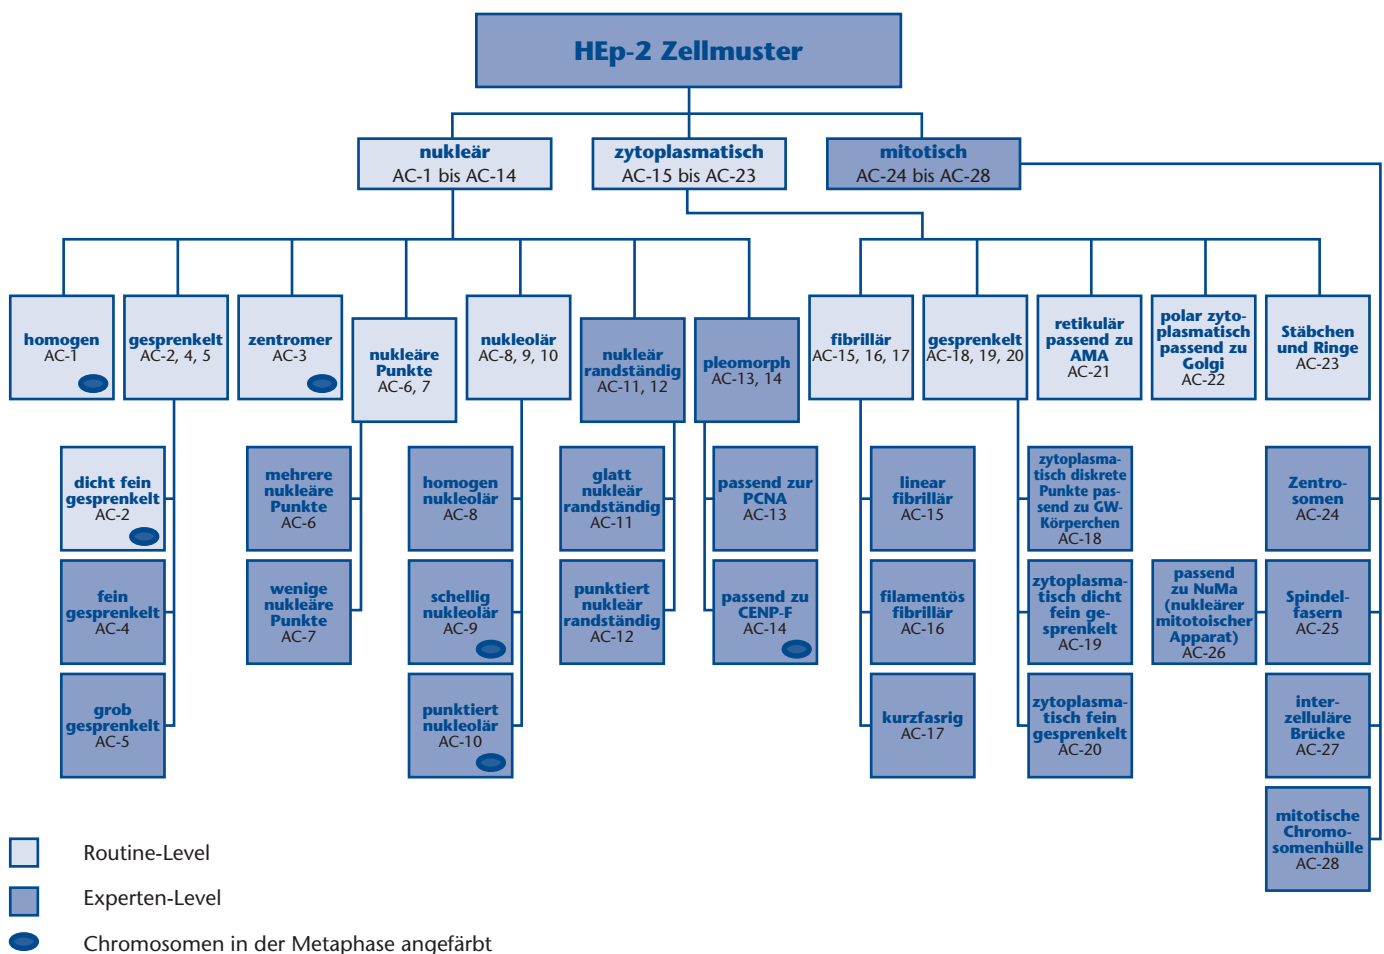 HEp-2 Zellmuster
nukleär
AC-1 bis AC-14
zytoplasmatisch
AC-15 bis AC-23
mitotisch
AC-24 bis AC-28
homogen
AC-1
gesprenkelt
AC-2, 4, 5
zentromer
AC-3
nukleäre
Punkte
AC-6, 7
nukleolär
AC-8, 9, 10
nukleär
randständig
AC-11, 12
pleomorph
AC-13, 14
fibrillär
AC-15, 16, 17
gesprenkelt
AC-18, 19, 20
retikulär
passend zu
AMA
AC-21
polar zyto-
plasmatisch
passend zu
Golgi
AC-22
Stäbchen
und Ringe
AC-23
dicht fein
gesprenkelt
AC-2
mehrere
nukleäre
Punkte
AC-6
homogen
nukleolär
AC-8
glatt
nukleär
randständig
AC-11
passend zur
PCNA
AC-13
linear
fibrillär
AC-15
zytoplasma-
tisch diskrete
Punkte pas-
send zu GW-
Körperchen
AC-18
Zentro-
somen
AC-24
fein
gesprenkelt
AC-4
wenige
nukleäre
Punkte
AC-7
schellig
nukleolär
AC-9
punktiert
nukleär
randständig
AC-12
passend zu
CENP-F
AC-14
filamentös
fibrillär
AC-16
zytoplasma-
tisch dicht
fein ge-
sprenkelt
AC-19
passend
zu NuMa
(nukleärer
mitotoischer
Apparat)
AC-26
Spindel-
fasern
AC-25
grob
gesprenkelt
AC-5
punktiert
nukleolär
AC-10
kurzfasrig
AC-17
zytoplasma-
tisch fein
gesprenkelt
AC-20
inter-
zelluläre
Brücke
AC-27
mitotische
Chromo-
somenhülle
AC-28
Routine-Level
Experten-Level
Chromosomen in der Metaphase angefärbt